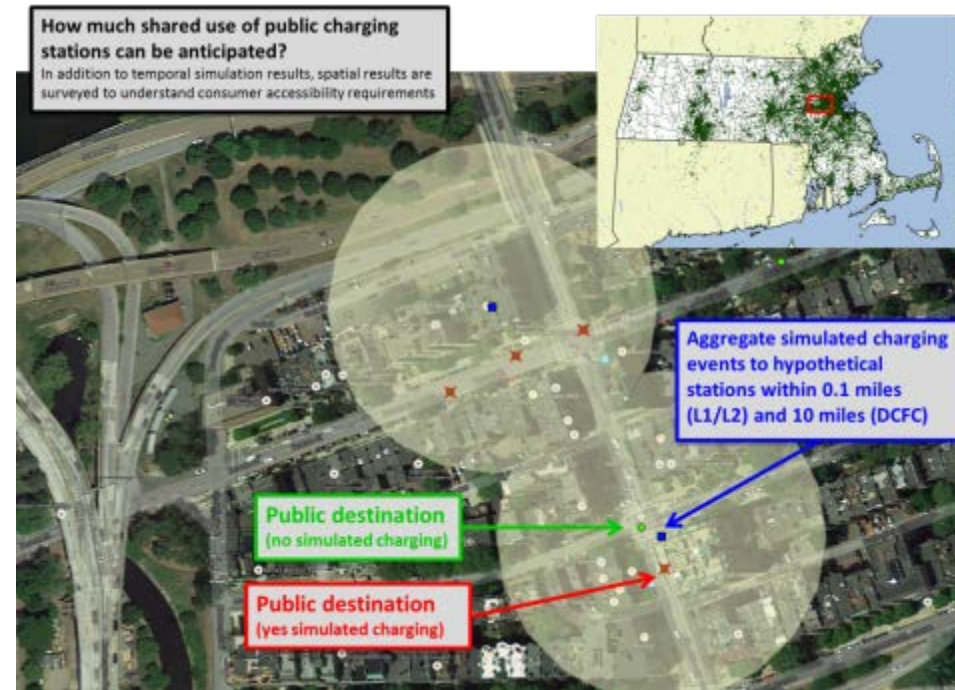 How much shared use of public charging
stations can be anticipated?
In addition to temporal simulation results, spatial results are
surveyed to understand consumer accessibility requirements
Aggregate simulated charging
events to hypothetical
stations within 0.1 miles
(L1/L2) and 10 miles (DCFC)
Public destination
(no simulated charging)
Public destination
(yes simulated charging)